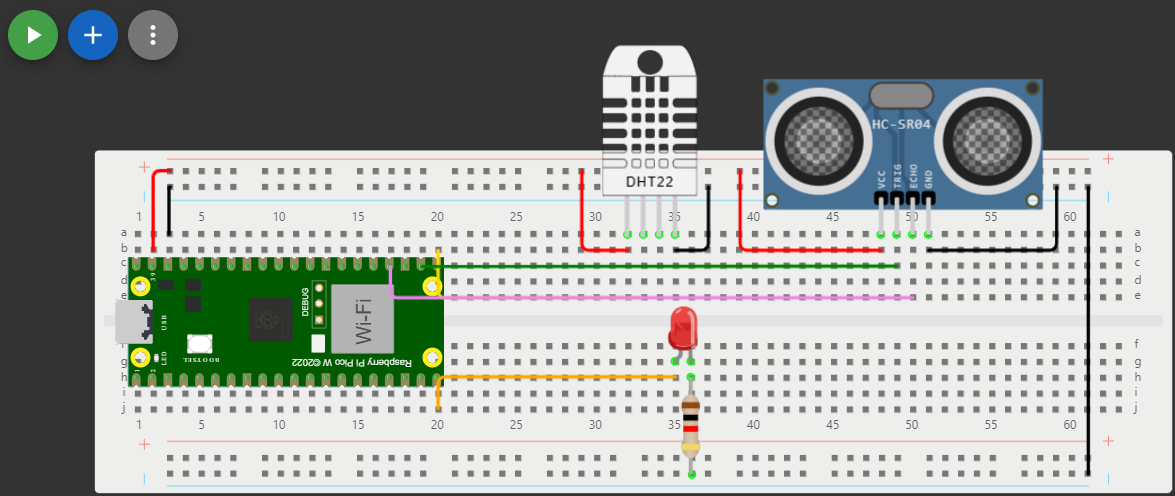 DHT22
HC-SR04
VCC
TRIG
ECHO
GND
+
+
1 5 10 15 20 25 30 35 40 45 50 55 60
a
a
b
b
c
c
d
d
e
e
USB
DEBUG
Wi-Fi
BOOTSEL
LED
Raspberry Pi Pico W ©2022
f
g
g
h
h
i
i
j
j
f
1 5 10 15 20 25 30 35 40 45 50 55 60
+
+